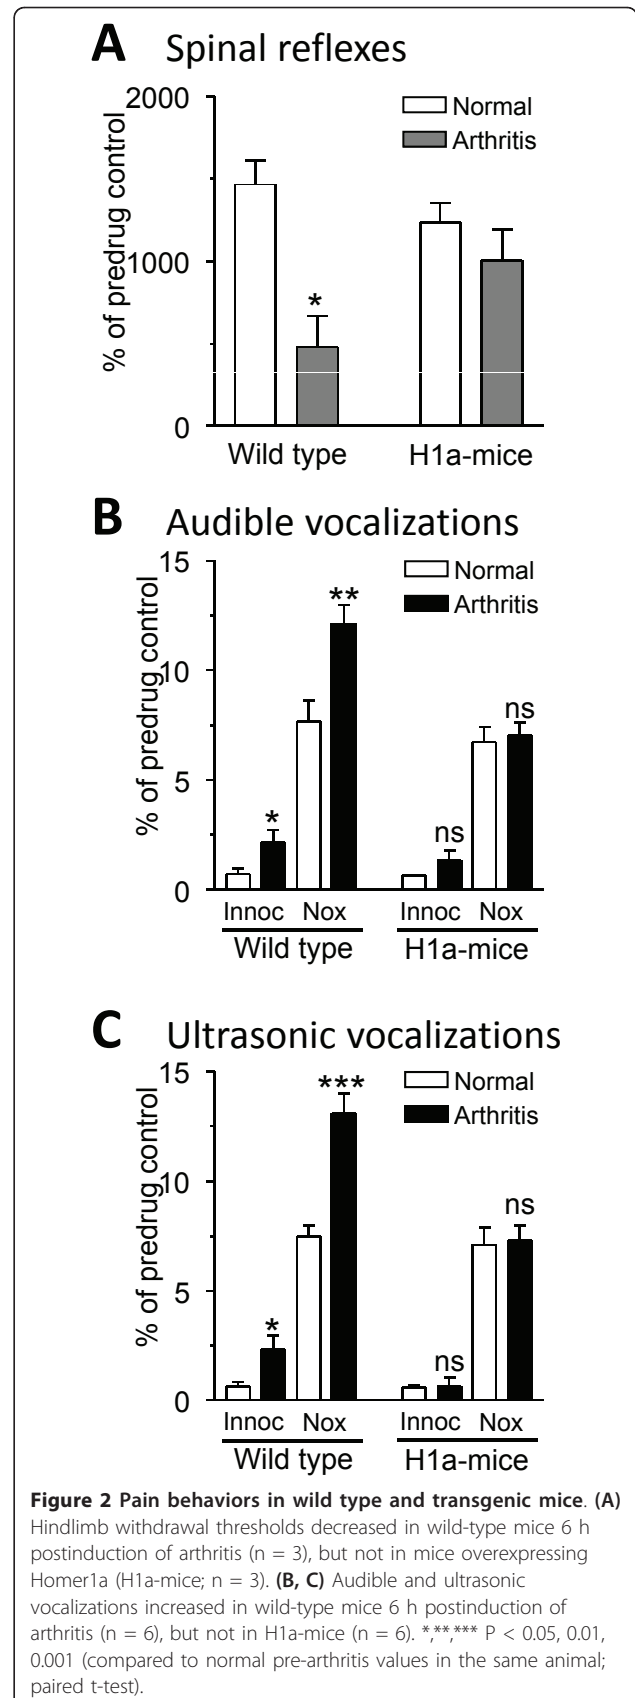 A Spinal reflexes
% of predrug control
2000
1000
0
Normal
Arthritis
*
Wild type H1a-mice
B Audible vocalizations
% of predrug control
15
10
5
0
Normal
Arthritis
* ** ns ns
Innoc Nox Innoc Nox
Wild type H1a-mice
C Ultrasonic vocalizations
% of predrug control
15
10
5
0
Normal
Arthritis
* *** ns ns
Innoc Nox Innoc Nox
Wild type H1a-mice
Figure 2 Pain behaviors in wild type and transgenic mice. (A)
Hindlimb withdrawal thresholds decreased in wild-type mice 6 h
postinduction of arthritis (n = 3), but not in mice overexpressing
Homer1a (H1a-mice; n = 3). (B, C) Audible and ultrasonic
vocalizations increased in wild-type mice 6 h postinduction of
arthritis (n = 6), but not in H1a-mice (n = 6). *,**,*** P < 0.05, 0.01,
0.001 (compared to normal pre-arthritis values in the same animal;
paired t-test).